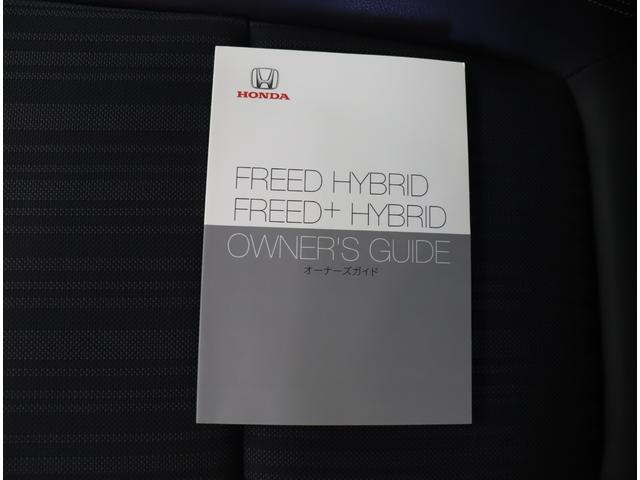 HONDA
FREED HYBRID
FREED+ HYBRID
OWNER'S GUIDE
オーナーズガイド